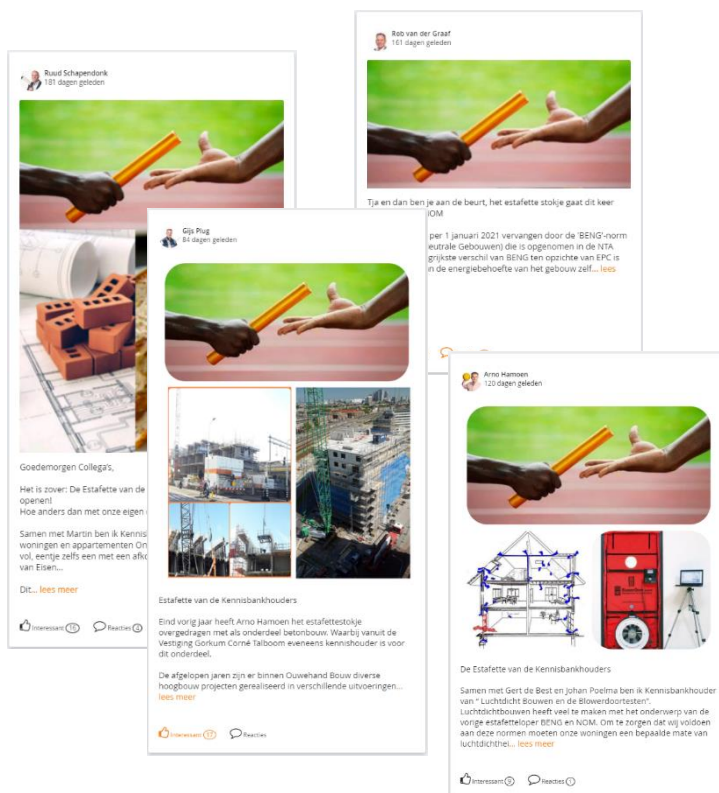 Ruud Schapendonk
181 dagen geleden
Goedemorgen Collega's,
Het is zover: De Estafette van de
openen!
Hoe anders dan met onze eigen
Samen met Martin ben ik Kennis
woningen en appartementen On
vol, eentje zelfs een met een afko
van Eisen...
Dit... lees meer
Interessant 16 Reacties 4
Rob van der Graaf
161 dagen geleden
Tja en dan ben je aan de beurt, het estafette stokje gaat dit keer
NOM
per 1 januari 2021 vervangen door de 'BENG'-norm
eutrale Gebouwen) die is opgenomen in de NTA
grijkste verschil van BENG ten opzichte van EPC is
n de energiebehoefte van het gebouw zelf... lees
Gijs Plug
84 dagen geleden
Estafette van de Kennisbankhouders
Eind vorig jaar heeft Arno Hamoen het estafettestokje
overgedragen met als onderdeel betonbouw. Waarbij vanuit de
Vestiging Gorkum Corné Talboom eveneens kennishouder is voor
dit onderdeel.
De afgelopen jaren zijn er binnen Ouwehand Bouw diverse
hoogbouw projecten gerealiseerd in verschillende uitvoeringen...
lees meer
Interessant 17 Reacties
Arno Hamoen
120 dagen geleden
De Estafette van de Kennisbankhouders
Samen met Gert de Best en Johan Poelma ben ik Kennisbankhouder
van " Luchtdicht Bouwen en de Blowerdoortesten".
Luchtdichtbouwen heeft veel te maken met het onderwerp van de
vorige estafetteloper BENG en NOM. Om te zorgen dat wij voldoen
aan deze normen moeten onze woningen een bepaalde mate van
luchtdichthei... lees meer
Interessant 9 Reacties 1